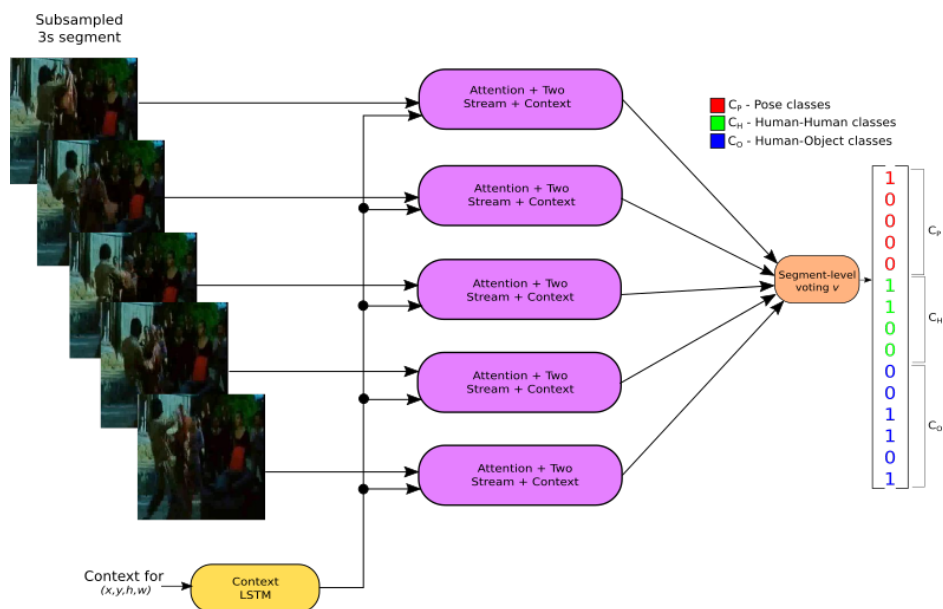 Subsampled
3s segment
Attention + Two
Stream + Context
Attention + Two
Stream + Context
Attention + Two
Stream + Context
Attention + Two
Stream + Context
Attention + Two
Stream + Context
Context for
(x,y,h,w)
Context
LSTM
C_P - Pose classes
C_H - Human-Human classes
C_O - Human-Object classes
Segment-level
voting v
1
0
0
0
0
1
1
0
0
0
0
1
1
0
1
C_P
C_H
C_O